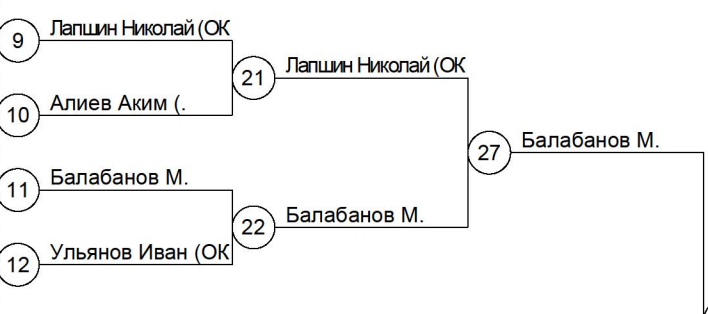 9 Лапшин Николай (ОК
21 Лапшин Николай (ОК
10 Алиев Аким (.
27 Балабанов М.
11 Балабанов М.
22 Балабанов М.
12 Ульянов Иван (ОК